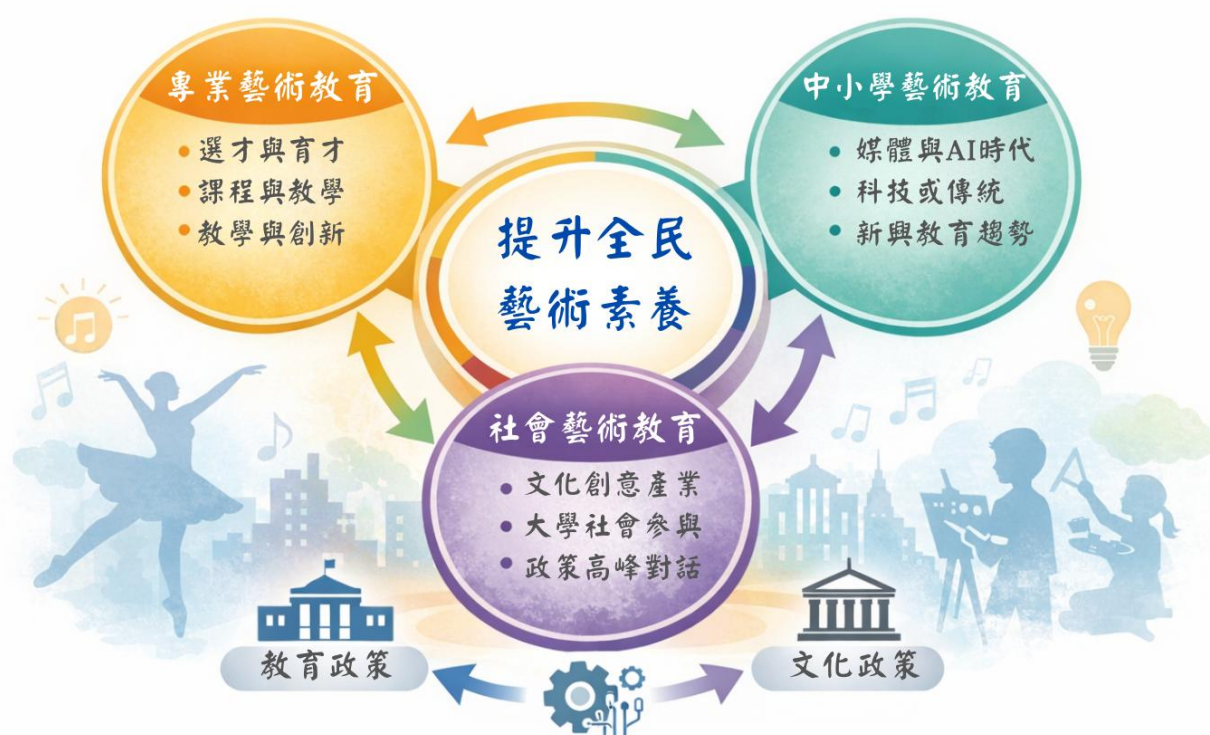 專業藝術教育
• 選才與育才
• 課程與教學
• 教學與創新
中小學藝術教育
• 媒體與AI時代
• 科技或傳統
• 新興教育趨勢
提升全民
藝術素養
社會藝術教育
• 文化創意產業
• 大學社會參與
• 政策高峰對話
教育政策
文化政策